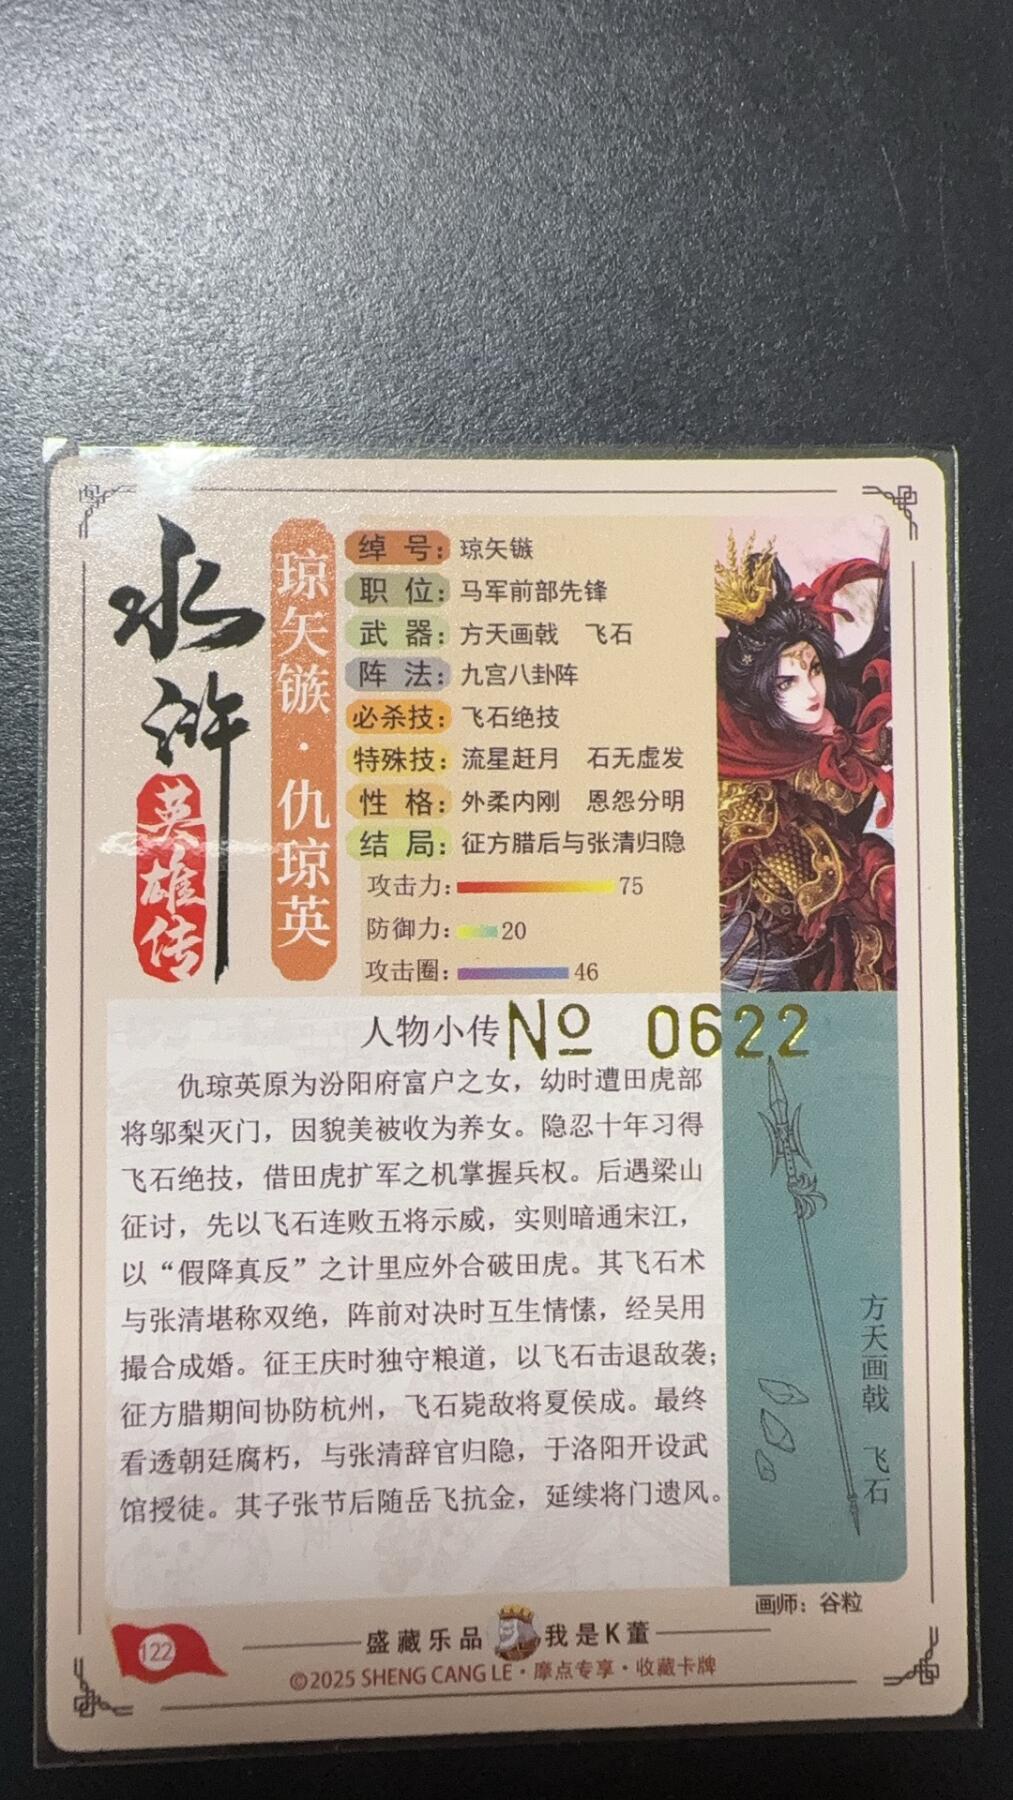 水浒
英雄传
琼矢镞·仇琼英
绰号：琼矢镞
职位：马军前部先锋
武器：方天画戟 飞石
阵法：九宫八卦阵
必杀技：飞石绝技
特殊技：流星赶月 石无虚发
性格：外柔内刚 恩怨分明
结局：征方腊后与张清归隐
攻击力：75
防御力：20
攻击圈：46
人物小传
№ 0622
仇琼英原为汾阳府富户之女，幼时遭田虎部
将邬梨灭门，因貌美被收为养女。隐忍十年习得
飞石绝技，借田虎扩军之机掌握兵权。后遇梁山
征讨，先以飞石连败五将示威，实则暗通宋江，
以“假降真反”之计里应外合破田虎。其飞石术
与张清堪称双绝，阵前对决时互生情愫，经吴用
撮合成婚。征王庆时独守粮道，以飞石击退敌袭；
征方腊期间协防杭州，飞石毙敌将夏侯成。最终
看透朝廷腐朽，与张清辞官归隐，于洛阳开设武
馆授徒。其子张节后随岳飞抗金，延续将门遗风。
方天画戟 飞石
画师：谷粒
122
盛藏乐品 我是K董
©2025 SHENG CANG LE·摩点专享·收藏卡牌